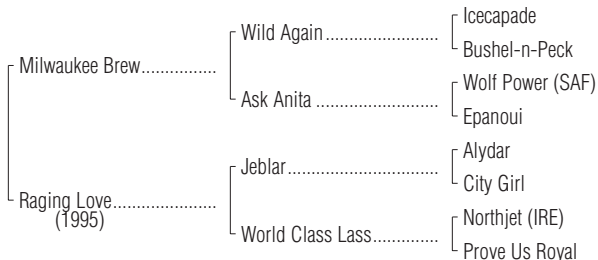 Icecapade
Wild Again
Bushel-n-Peck
Milwaukee Brew
Wolf Power (SAF)
Ask Anita
Epanoui
Alydar
Jeblar
City Girl
Raging Love
(1995)
Northjet (IRE)
World Class Lass
Prove Us Royal